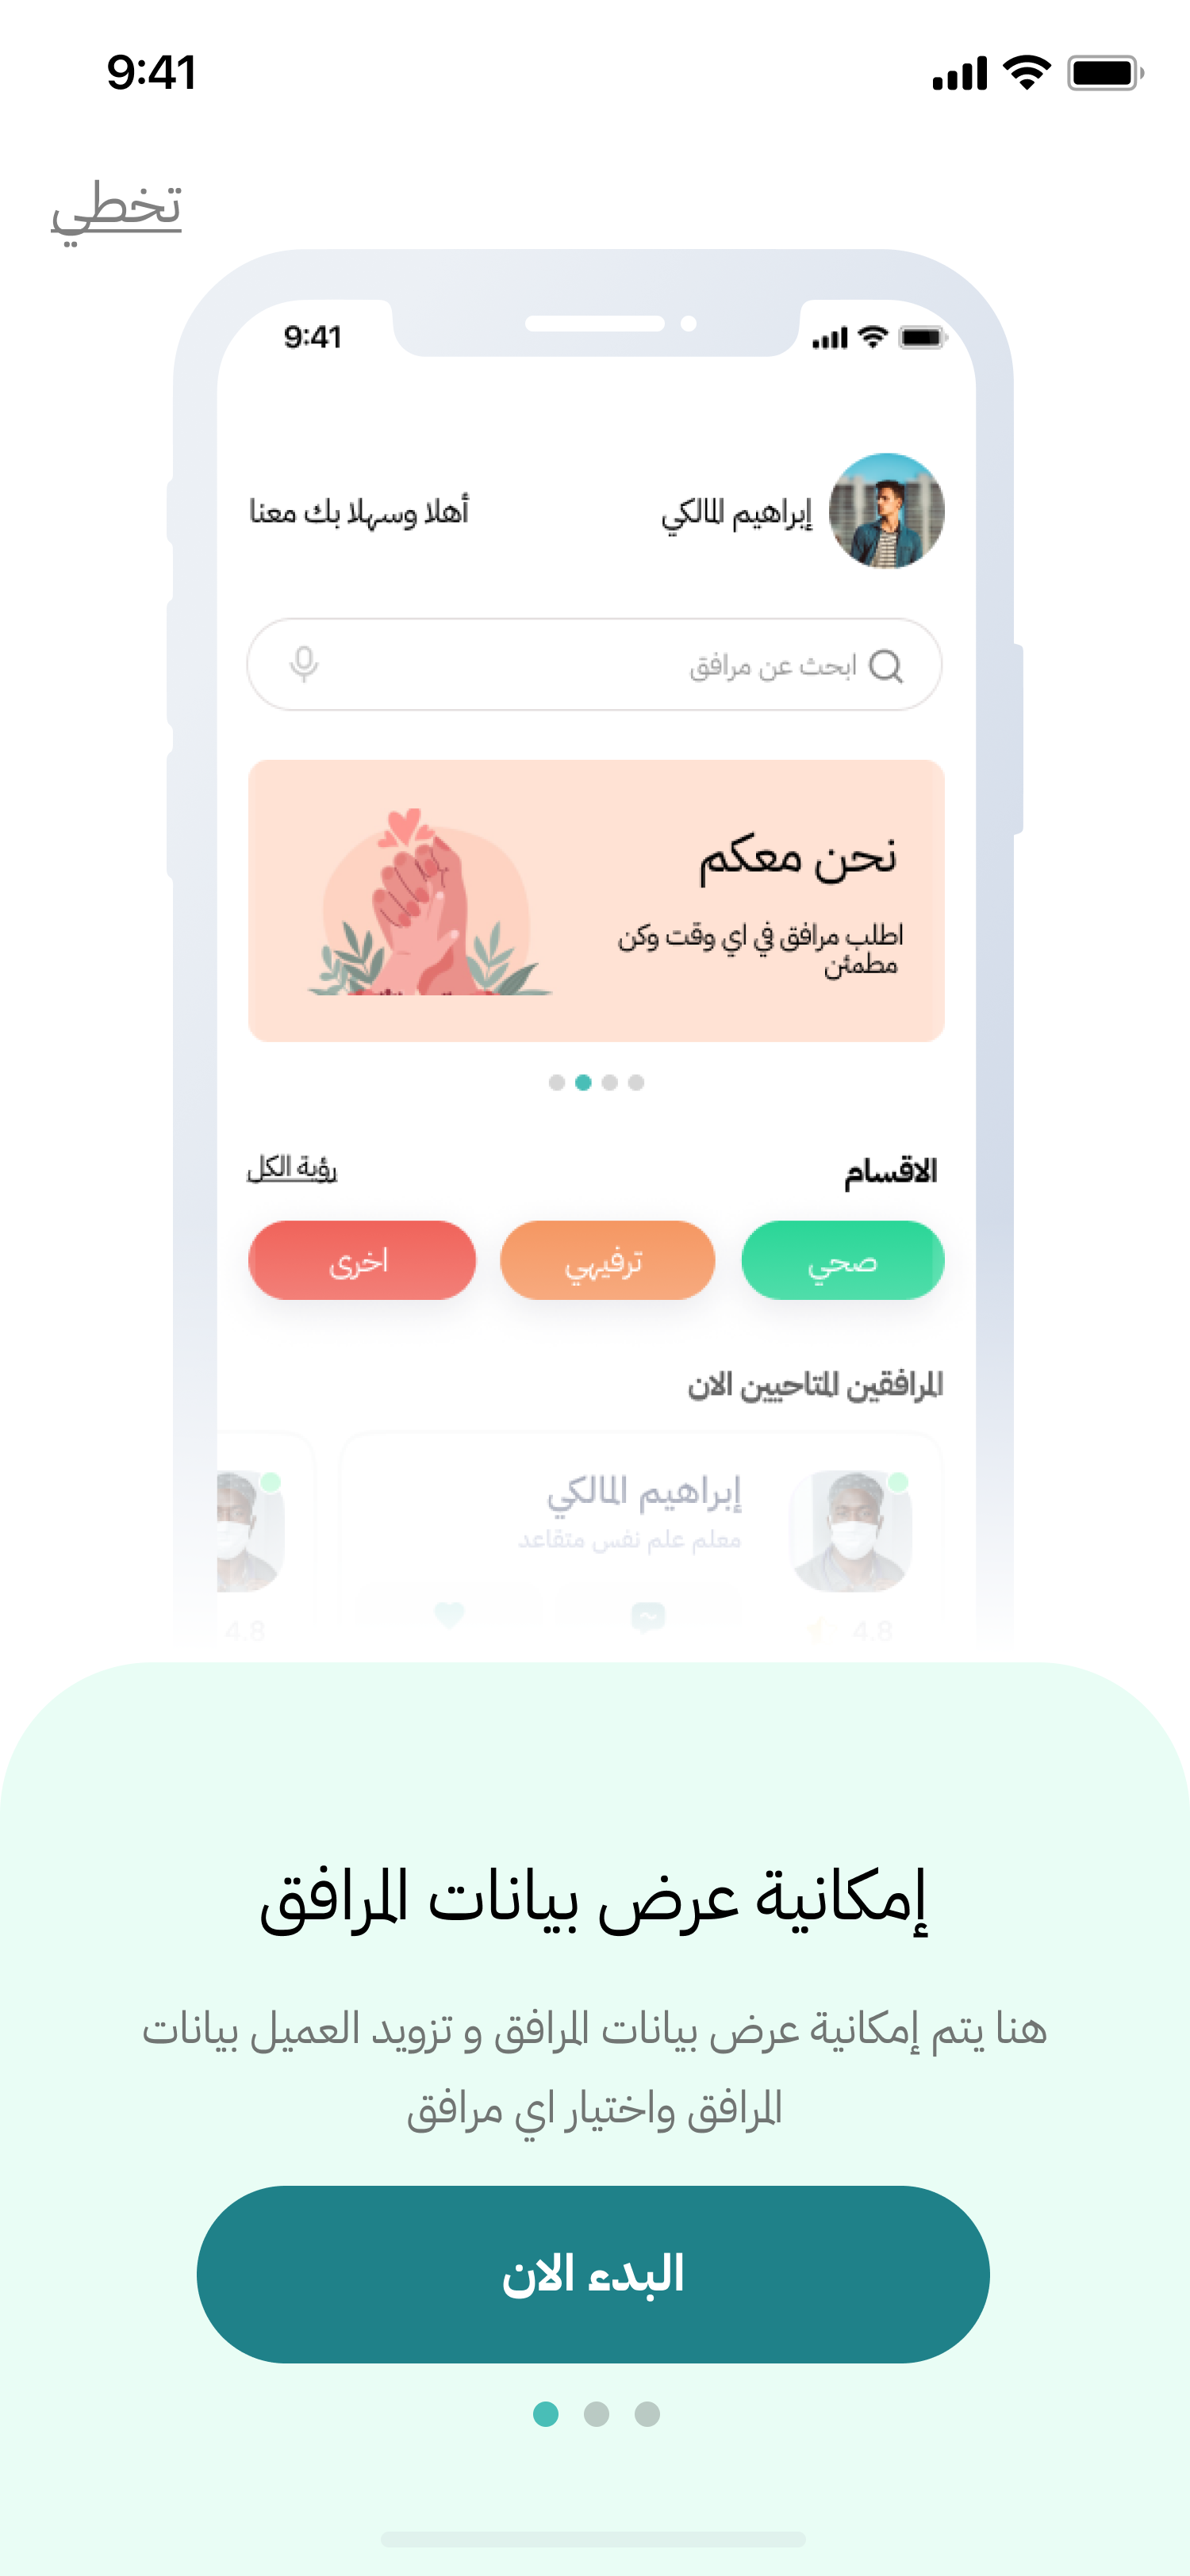 9:41
تخطي
9:41
إبراهيم المالكي
أهلا وسهلا بك معنا
ابحث عن مرافق
نحن معكم
اطلب مرافق في اي وقت وكن
مطمئن
الاقسام
رؤية الكل
صحي
ترفيهي
اخرى
المرافقين المتاحيين الان
إبراهيم المالكي
معلم علم نفس متقاعد
4.8
4.8
إمكانية عرض بيانات المرافق
هنا يتم إمكانية عرض بيانات المرافق و تزويد العميل بيانات
المرافق واختيار اي مرافق
البدء الان